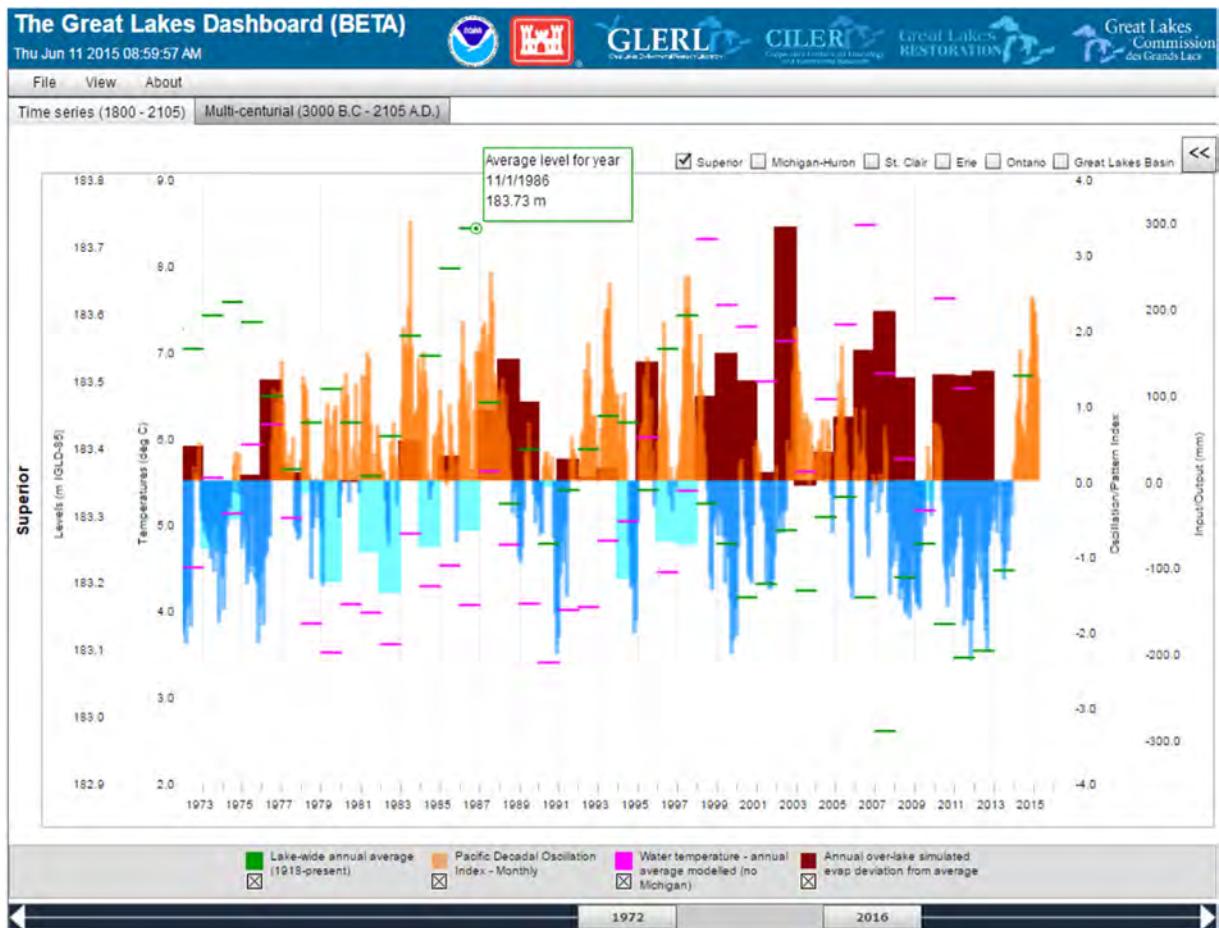 The Great Lakes Dashboard (BETA)
Thu Jun 11 2015 08:59:57 AM
GLERL
CILER
Great Lakes
RESTORATION
Great Lakes
Commission
des Grands Lacs
File View About
Time series (1800 - 2105) Multi-centurial (3000 B.C - 2105 A.D.)
Average level for year
11/1/1986
183.73 m
Superior Michigan-Huron St. Clair Erie Ontario Great Lakes Basin <<
Superior
Levels (m IGLD-85)
183.8
183.7
183.6
183.5
183.4
183.3
183.2
183.1
183.0
182.9
Temperatures (deg C)
9.0
8.0
7.0
6.0
5.0
4.0
3.0
2.0
Oscillation/Pattern Index
4.0
3.0
2.0
1.0
0.0
-1.0
-2.0
-3.0
-4.0
Input/Output (mm)
300.0
200.0
100.0
0.0
-100.0
-200.0
-300.0
1973 1975 1977 1979 1981 1983 1985 1987 1989 1991 1993 1995 1997 1999 2001 2003 2005 2007 2009 2011 2013 2015
Lake-wide annual average
(1918-present)
Pacific Decadal Oscillation
Index - Monthly
Water temperature - annual
average modelled (no
Michigan)
Annual over-lake simulated
evap deviation from average
1972 2016